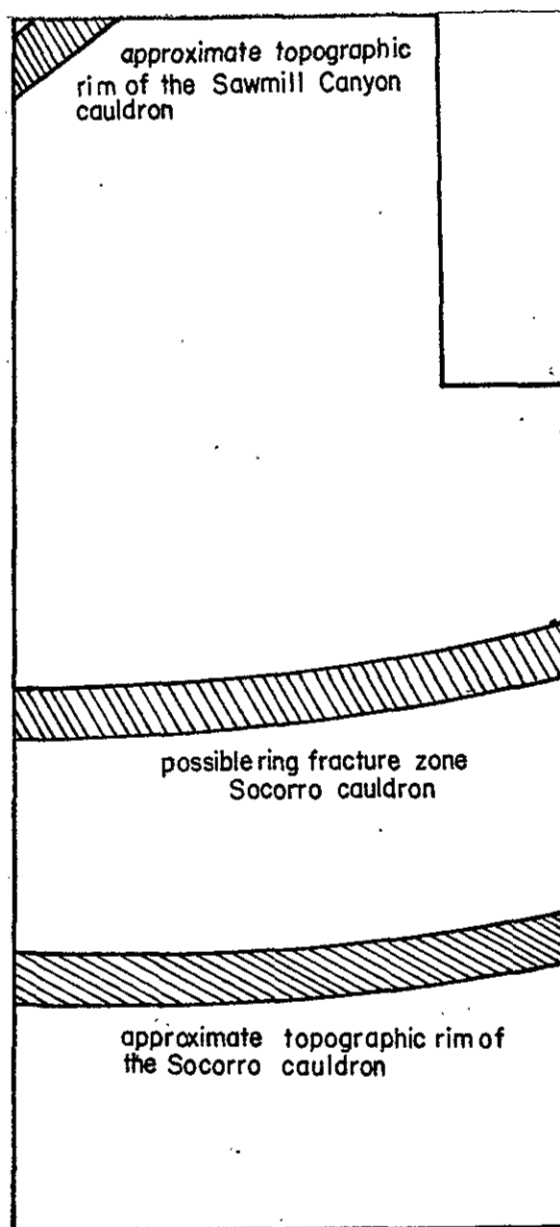 approximate topographic
rim of the Sawmill Canyon
cauldron
possible ring fracture zone
Socorro cauldron
approximate topographic rim of
the Socorro cauldron